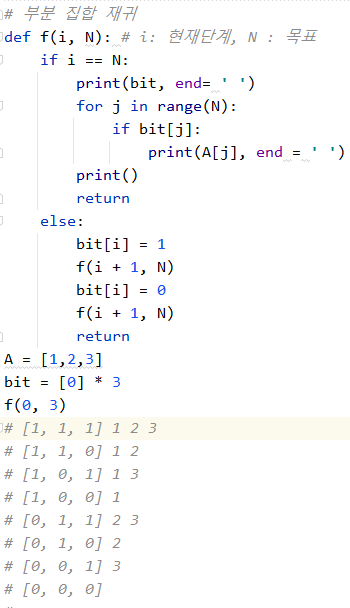 # 부분 집합 재귀
def f(i, N): # i: 현재단계, N : 목표
    if i == N:
        print(bit, end= ' ')
        for j in range(N):
            if bit[j]:
                print(A[j], end = ' ')
        print()
        return
    else:
        bit[i] = 1
        f(i + 1, N)
        bit[i] = 0
        f(i + 1, N)
        return
A = [1,2,3]
bit = [0] * 3
f(0, 3)
# [1, 1, 1] 1 2 3
# [1, 1, 0] 1 2
# [1, 0, 1] 1 3
# [1, 0, 0] 1
# [0, 1, 1] 2 3
# [0, 1, 0] 2
# [0, 0, 1] 3
# [0, 0, 0]